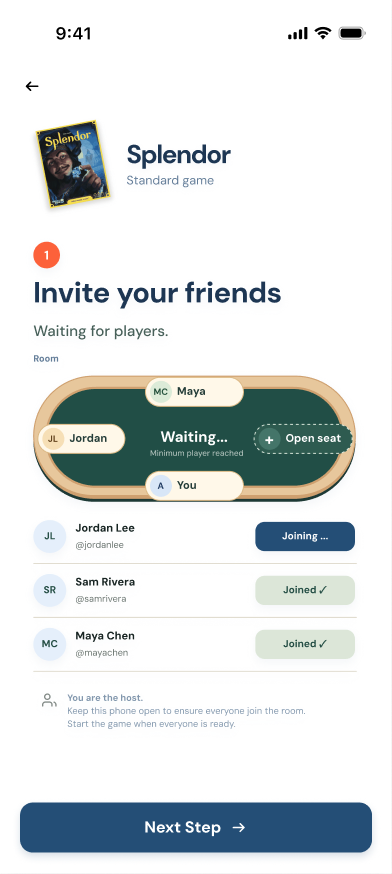 9:41
Splendor
Splendor
Standard game
1
Invite your friends
Waiting for players.
Room
MC Maya
JL Jordan
Waiting...
Minimum player reached
+ Open seat
A You
JL Jordan Lee
@jordanlee
Joining ...
SR Sam Rivera
@samrivera
Joined ✓
MC Maya Chen
@mayachen
Joined ✓
You are the host.
Keep this phone open to ensure everyone join the room.
Start the game when everyone is ready.
Next Step →